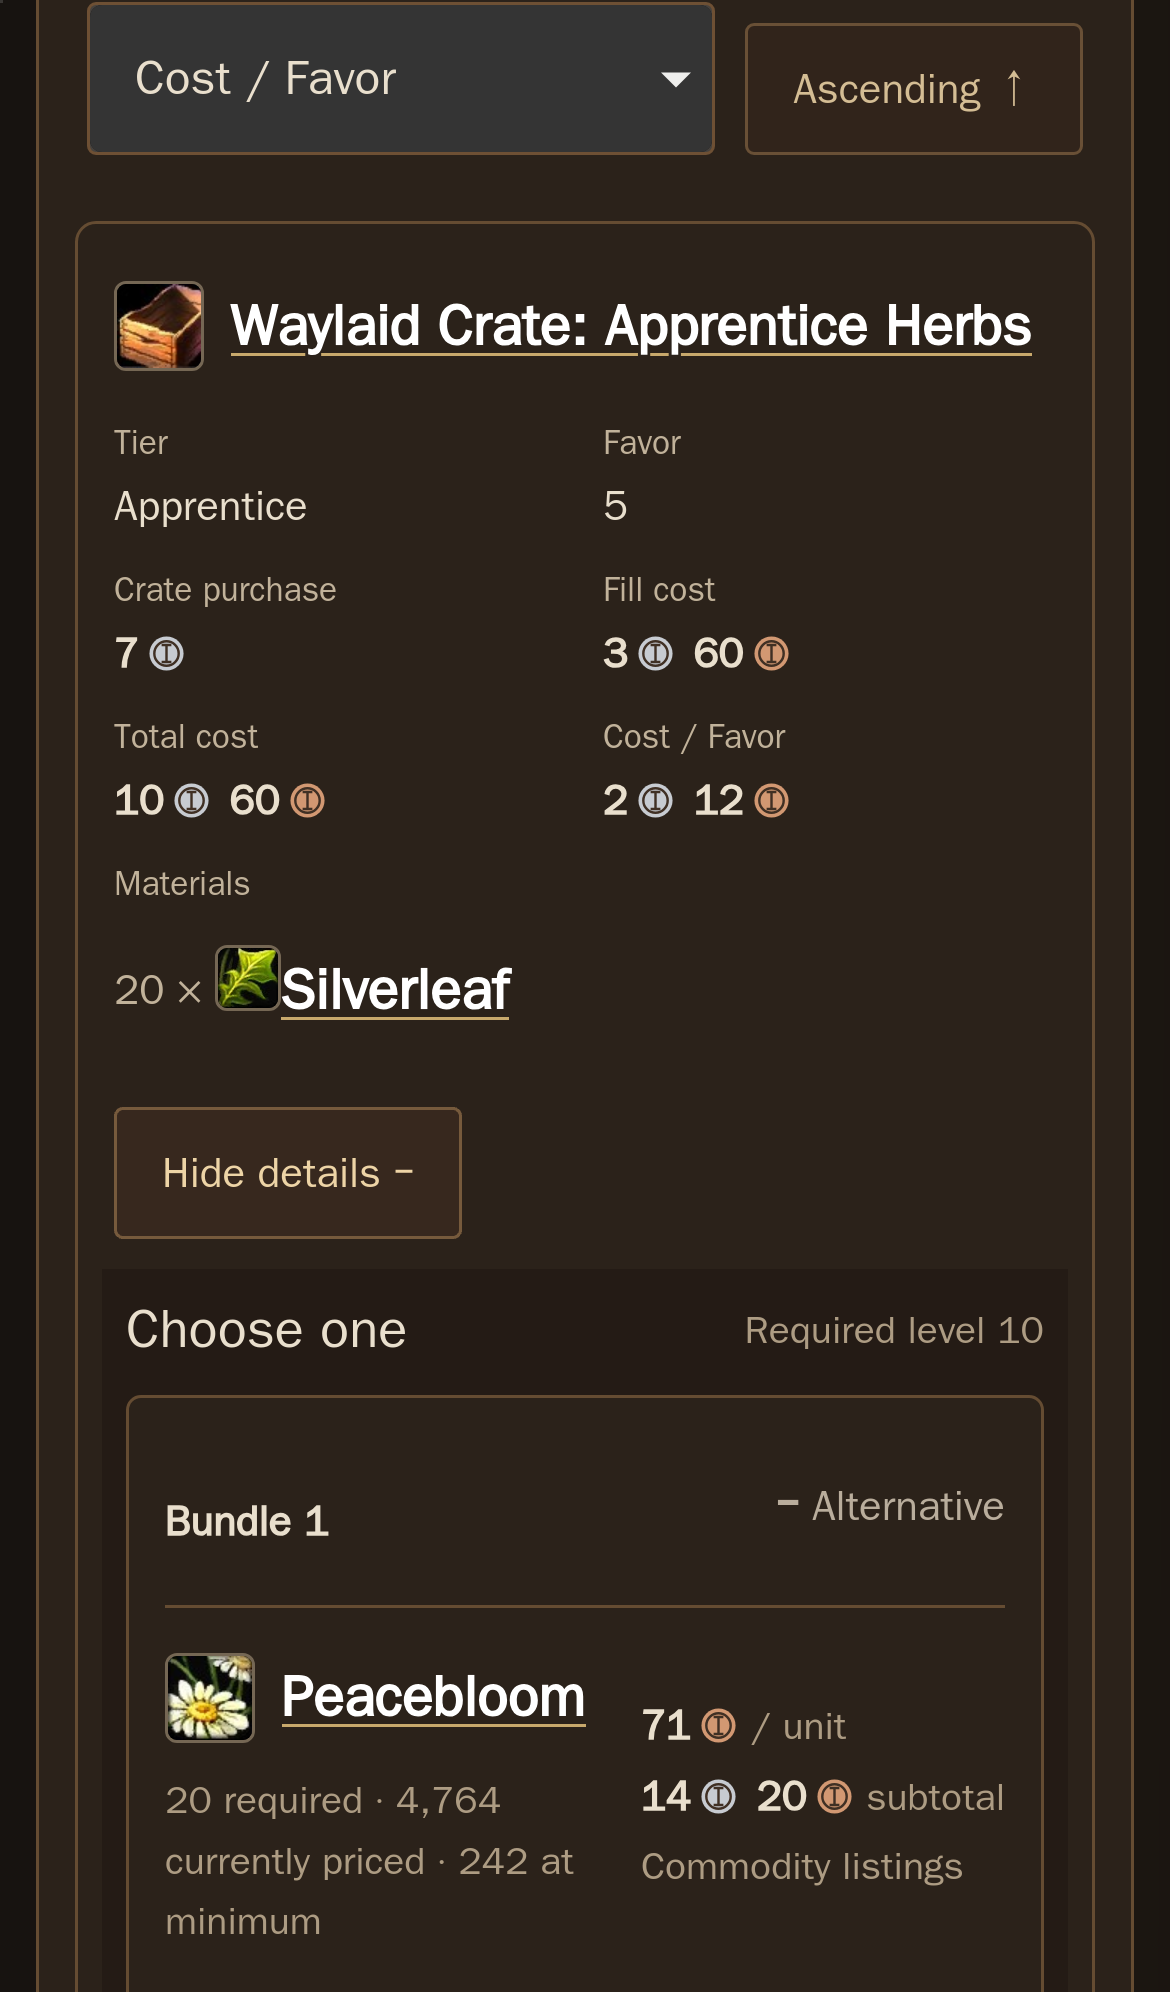 Cost / Favor
Ascending ↑
Waylaid Crate: Apprentice Herbs
Tier
Favor
Apprentice
5
Crate purchase
Fill cost
7
3 60
Total cost
Cost / Favor
10 60
2 12
Materials
20 × Silverleaf
Hide details −
Choose one
Required level 10
Bundle 1
− Alternative
Peacebloom
71 / unit
14 20 subtotal
Commodity listings
20 required · 4,764
currently priced · 242 at
minimum